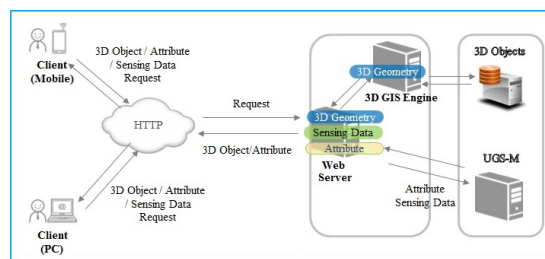 Client
(Mobile)
3D Object / Attribute
/ Sensing Data
Request
HTTP
3D Object / Attribute
/ Sensing Data
Request
Client
(PC)
Request
3D Object/Attribute
3D Geometry
3D GIS Engine
3D Geometry
Sensing Data
Attribute
Web
Server
3D Objects
UGS-M
Attribute
Sensing Data